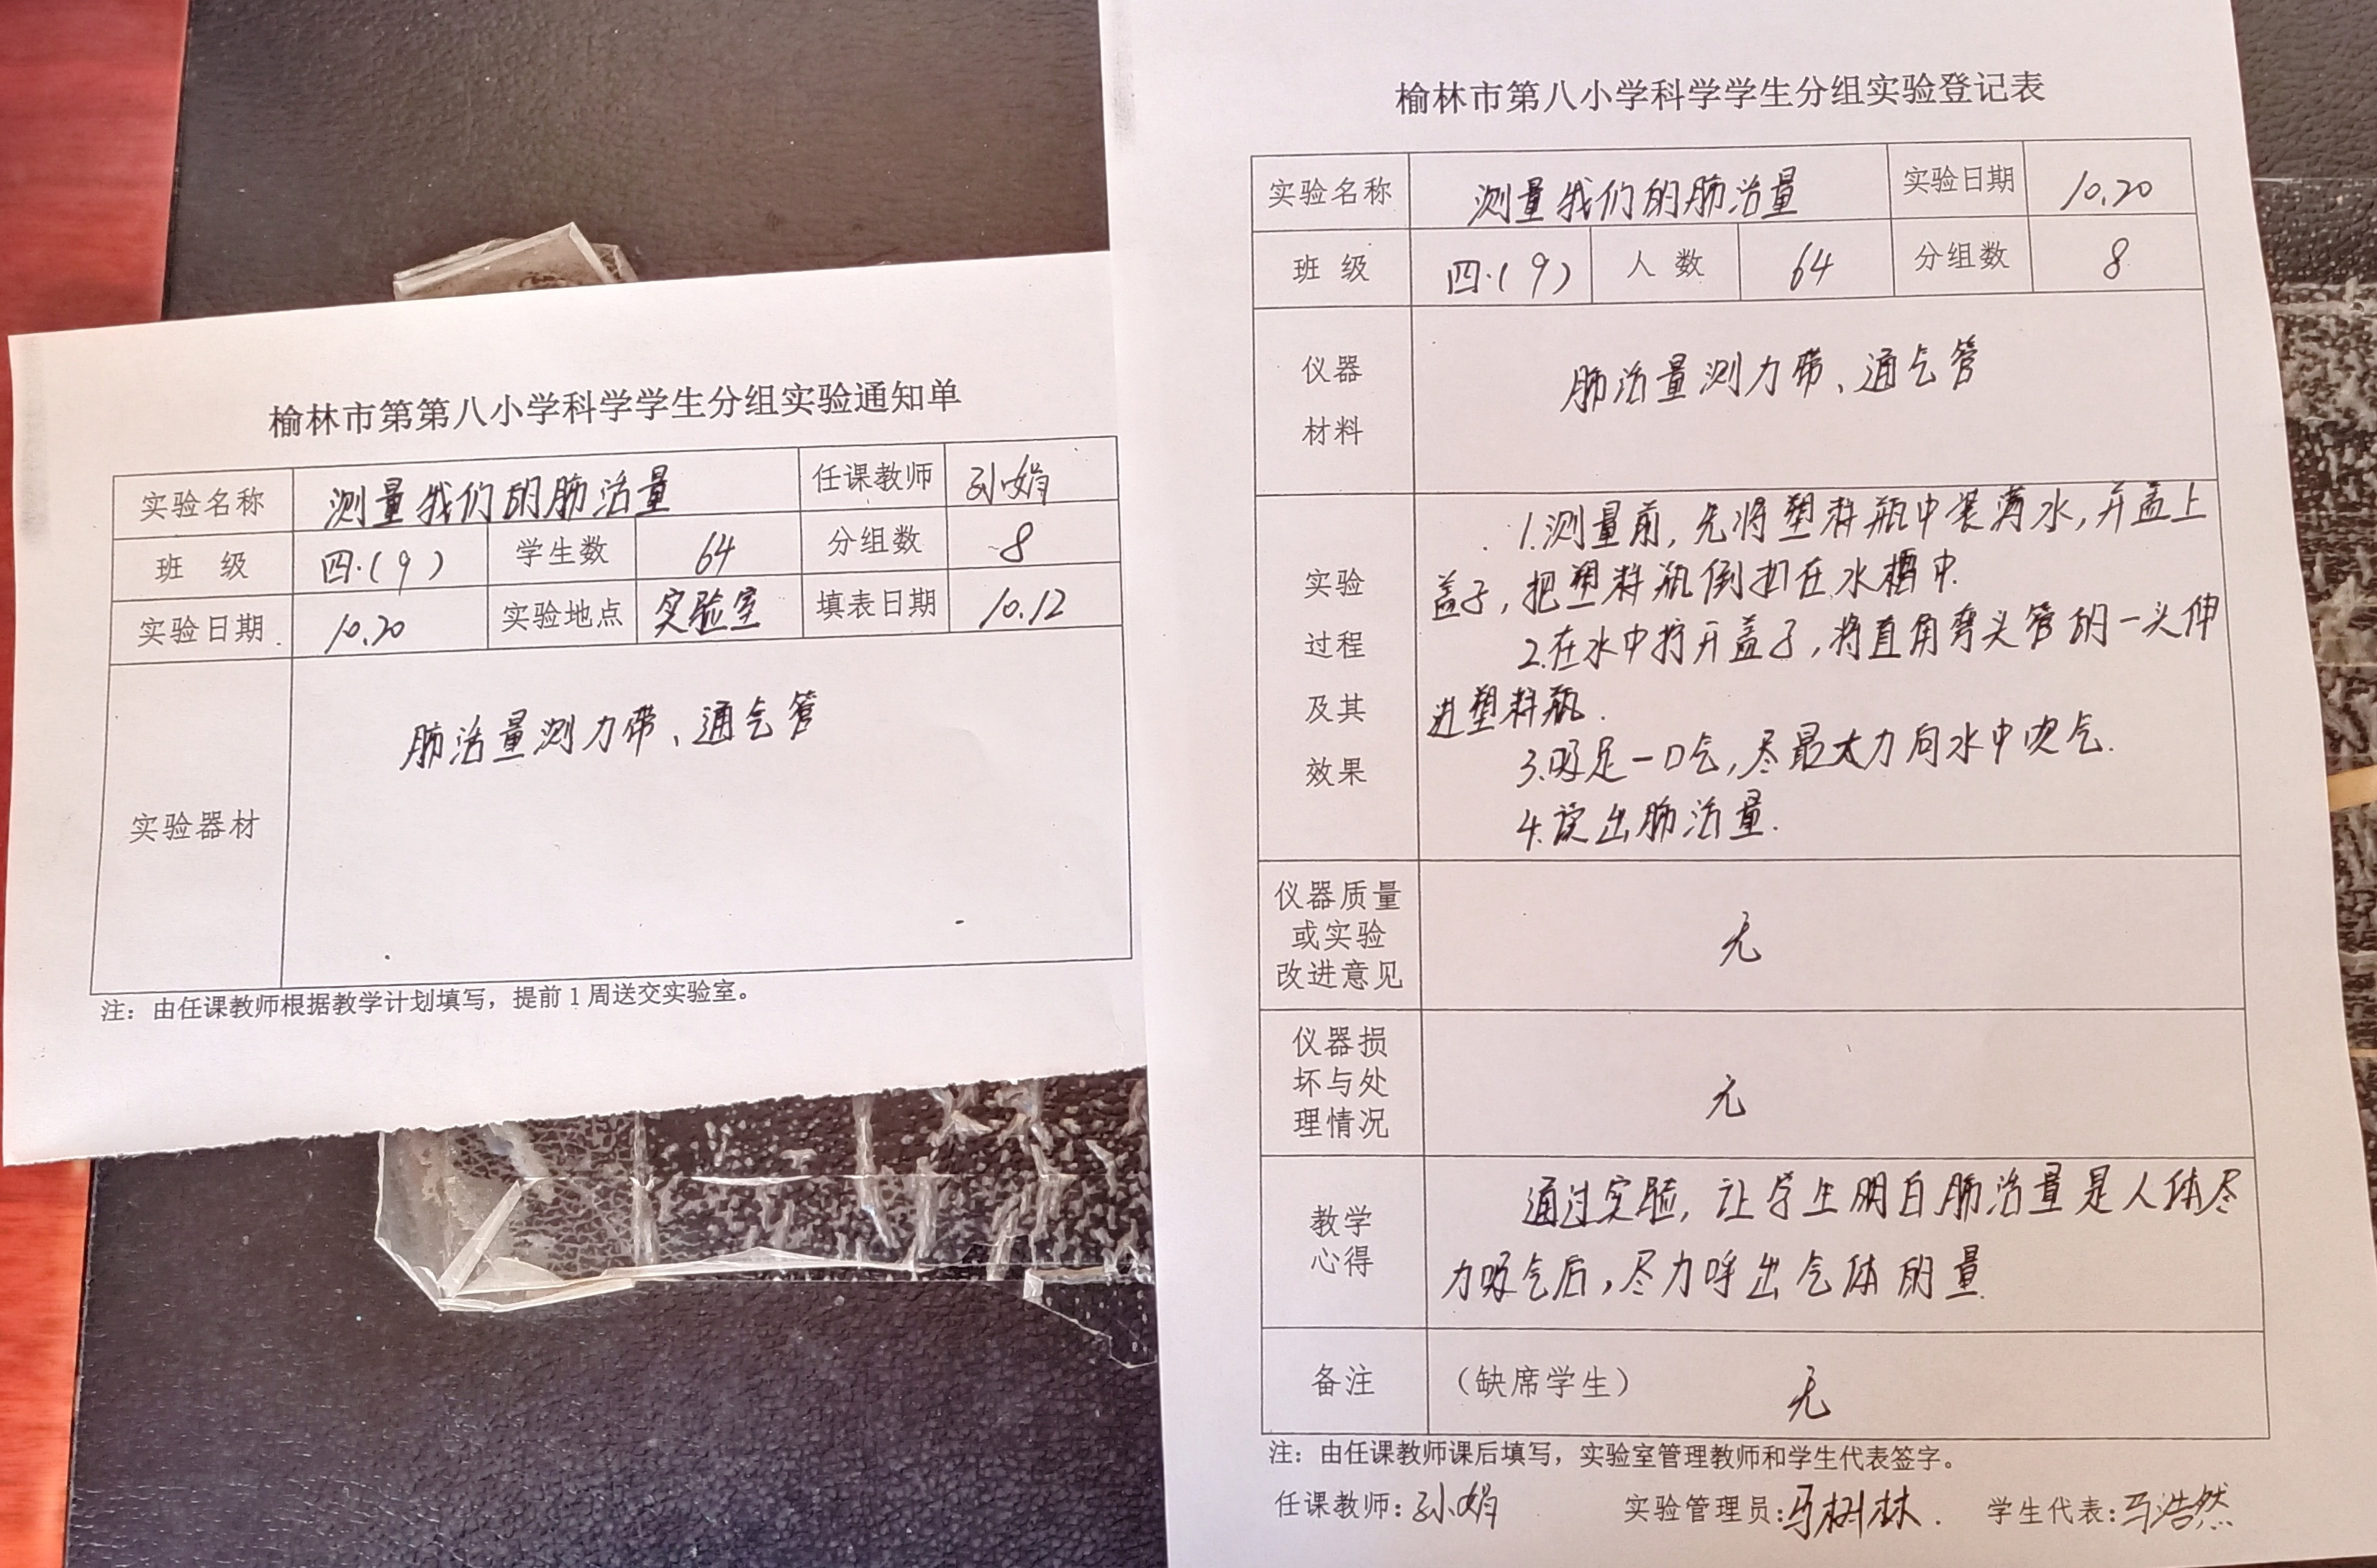 榆林市第第八小学科学学生分组实验通知单
实验名称 测量我们的肺活量 任课教师 孙娟
班 级 四.(9) 学生数 64 分组数 8
实验日期 10.20 实验地点 实验室 填表日期 10.12
实验器材 肺活量测力带、通气管
注：由任课教师根据教学计划填写，提前1周送交实验室。
榆林市第八小学科学学生分组实验登记表
实验名称 测量我们的肺活量 实验日期 10.20
班 级 四.(9) 人 数 64 分组数 8
仪器
材料
肺活量测力带、通气管
实验
过程
及其
效果
1.测量前,先将塑料瓶中装满水,并盖上
盖子,把塑料瓶倒扣在水槽中.
2.在水中拧开盖子,将直角弯头管的一头伸
进塑料瓶.
3.吸足一口气,尽最大力向水中吹气.
4.读出肺活量.
仪器质量
或实验
改进意见
无
仪器损
坏与处
理情况
无
教学
心得
通过实验,让学生明白肺活量是人体尽
力吸气后,尽力呼出气体的量.
备注 （缺席学生） 无
注：由任课教师课后填写，实验室管理教师和学生代表签字。
任课教师:孙娟 实验管理员:马树林. 学生代表:马浩然